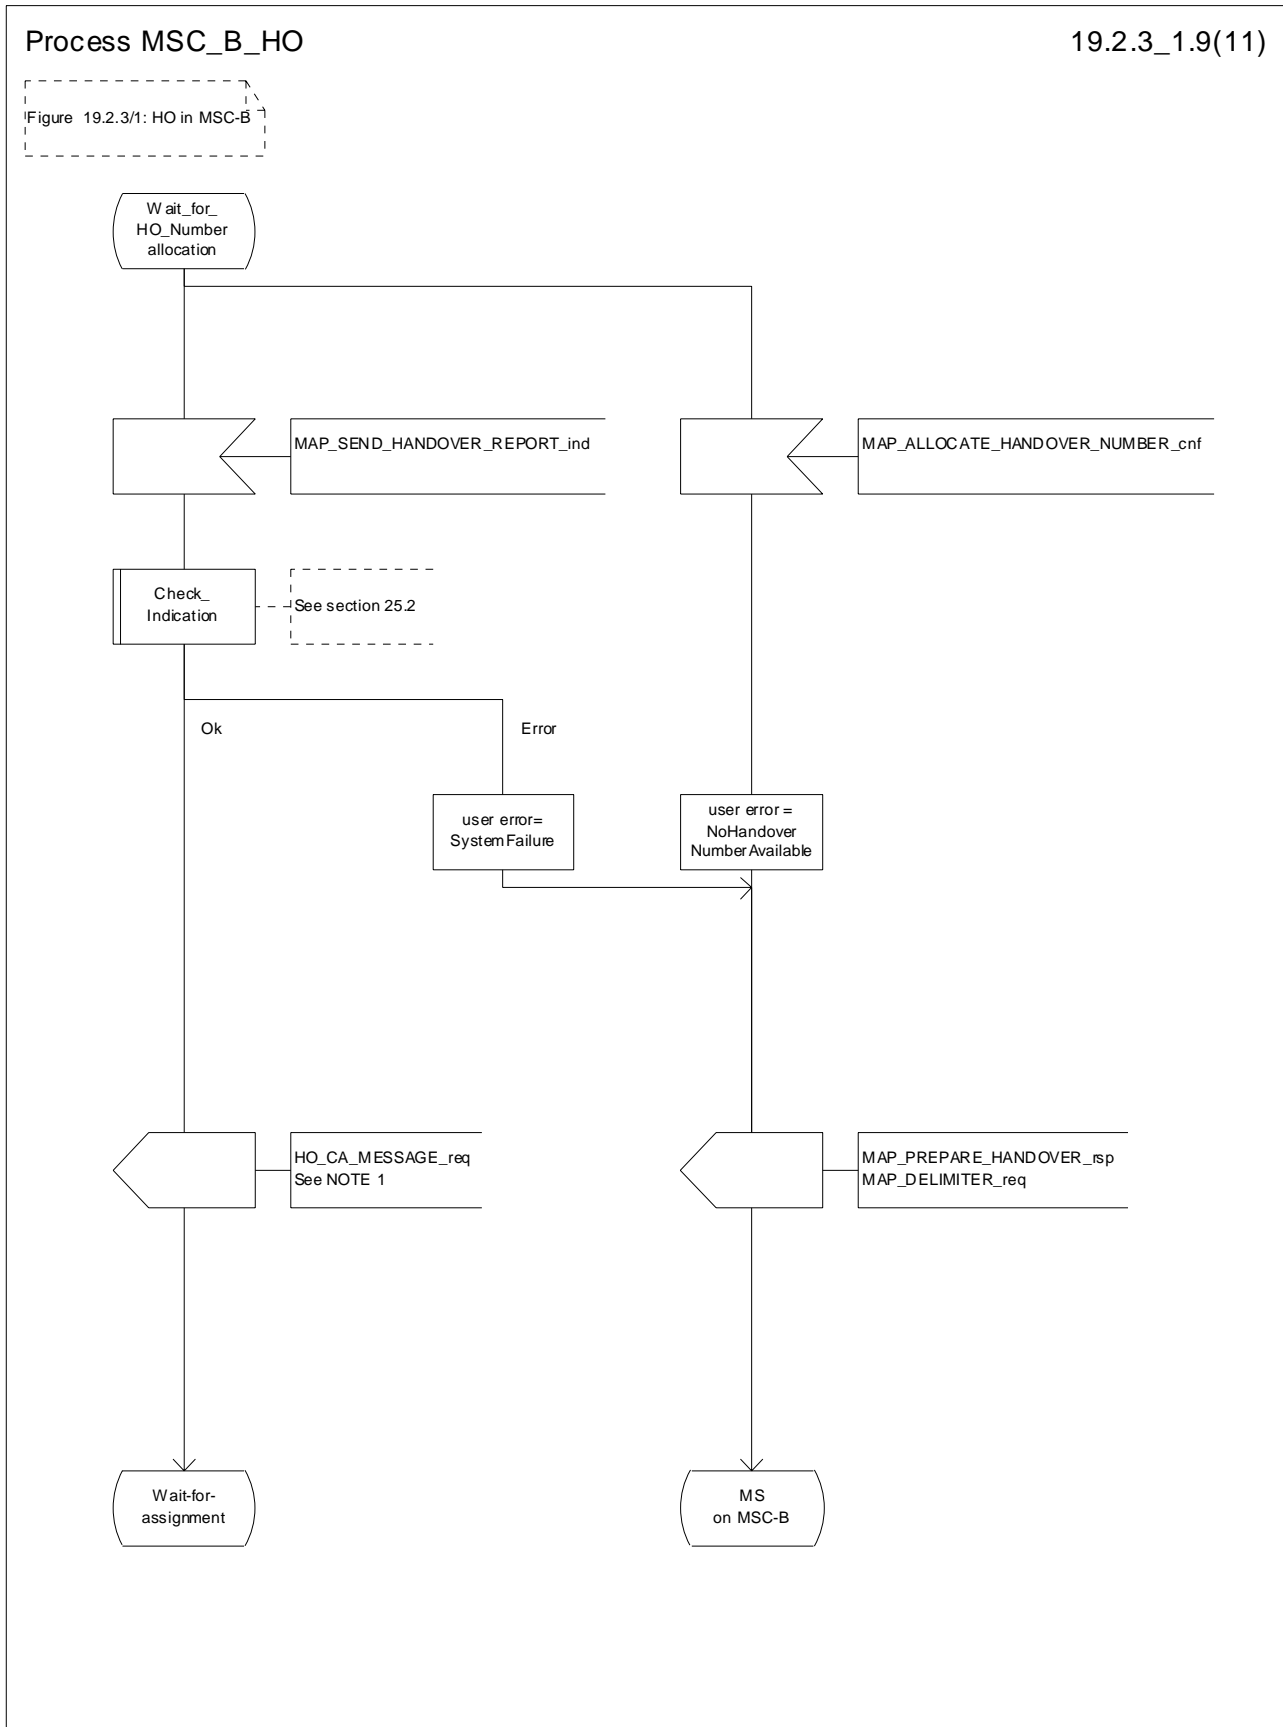 Process MSC_B_HO
19.2.3_1.9(11)
Figure 19.2.3/1: HO in MSC-B
Wait_for_
HO_Number
allocation
MAP_SEND_HANDOVER_REPORT_ind
MAP_ALLOCATE_HANDOVER_NUMBER_cnf
Check_
Indication
See section 25.2
Ok
Error
user error=
SystemFailure
user error =
NoHandover
NumberAvailable
HO_CA_MESSAGE_req
See NOTE 1
MAP_PREPARE_HANDOVER_rsp
MAP_DELIMITER_req
Wait-for-
assignment
MS
on MSC-B